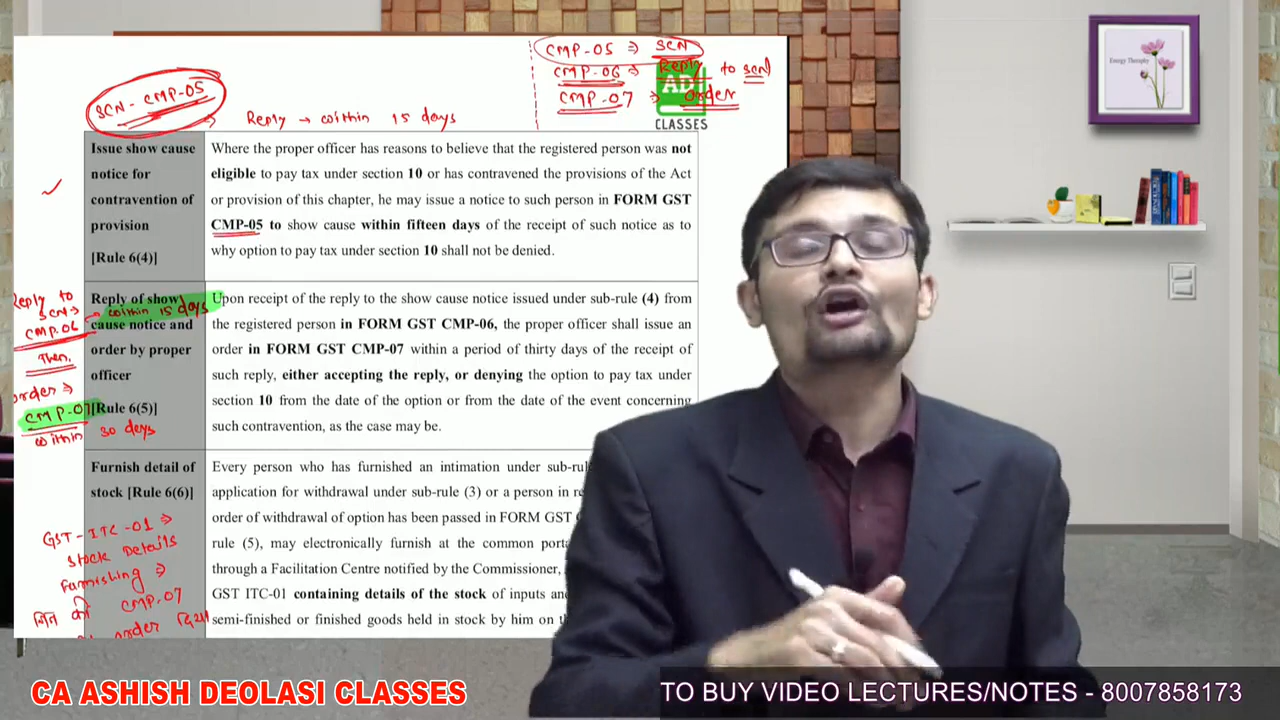 CMP-05 ⇒ SCN
CMP-06 ⇒ Reply to SCN
CMP-07 ⇒ order
ADJ
CLASSES
SCN - CMP-05
Reply → within 15 days
Issue show cause
notice for
contravention of
provision
[Rule 6(4)]
Where the proper officer has reasons to believe that the registered person was not
eligible to pay tax under section 10 or has contravened the provisions of the Act
or provision of this chapter, he may issue a notice to such person in FORM GST
CMP-05 to show cause within fifteen days of the receipt of such notice as to
why option to pay tax under section 10 shall not be denied.
Reply to
SCN →
CMP-06
Then,
order ⇒
CMP-07
within 30 days
within 15 days
Reply of show
cause notice and
order by proper
officer
[Rule 6(5)]
Upon receipt of the reply to the show cause notice issued under sub-rule (4) from
the registered person in FORM GST CMP-06, the proper officer shall issue an
order in FORM GST CMP-07 within a period of thirty days of the receipt of
such reply, either accepting the reply, or denying the option to pay tax under
section 10 from the date of the option or from the date of the event concerning
such contravention, as the case may be.
Furnish detail of
stock [Rule 6(6)]
GST-ITC-01 ⇒
Stock Details
Furnishing ⇒
CMP-07
order
Every person who has furnished an intimation under
application for withdrawal under sub-rule (3) or a person in
order of withdrawal of option has been passed in FORM GST
rule (5), may electronically furnish at the common
through a Facilitation Centre notified by the Commissioner,
GST ITC-01 containing details of the stock of inputs
semi-finished or finished goods held in stock by him on
Energy Theraphy
CA ASHISH DEOLASI CLASSES
TO BUY VIDEO LECTURES/NOTES - 8007858173